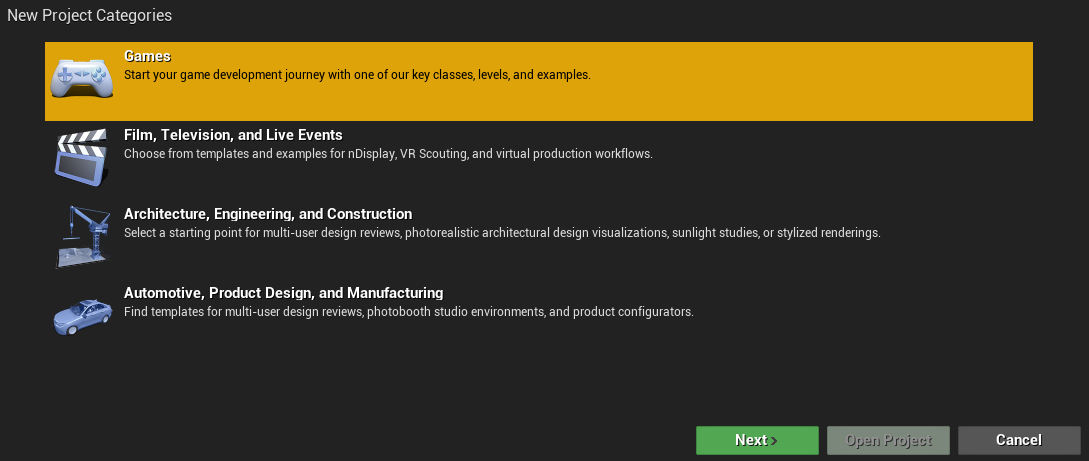 New Project Categories
Games
Start your game development journey with one of our key classes, levels, and examples.
Film, Television, and Live Events
Choose from templates and examples for nDisplay, VR Scouting, and virtual production workflows.
Architecture, Engineering, and Construction
Select a starting point for multi-user design reviews, photorealistic architectural design visualizations, sunlight studies, or stylized renderings.
Automotive, Product Design, and Manufacturing
Find templates for multi-user design reviews, photobooth studio environments, and product configurators.
Next > Open Project Cancel